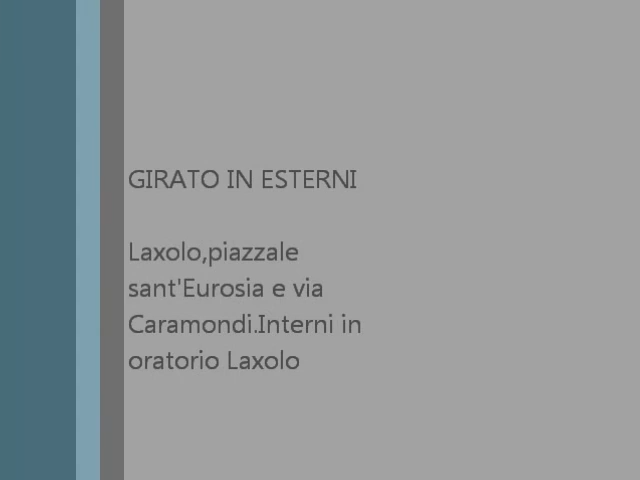 GIRATO IN ESTERNI
Laxolo,piazzale
sant'Eurosia e via
Caramondi.Interni in
oratorio Laxolo